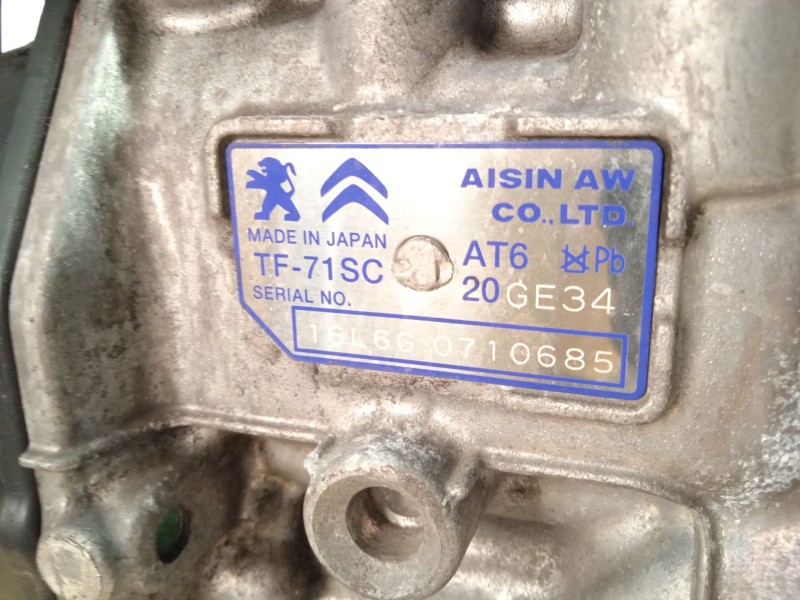 AISIN AW
CO.,LTD.
MADE IN JAPAN
TF-71SC
AT6 Pb
SERIAL NO.
20GE34
16L6G 0710685